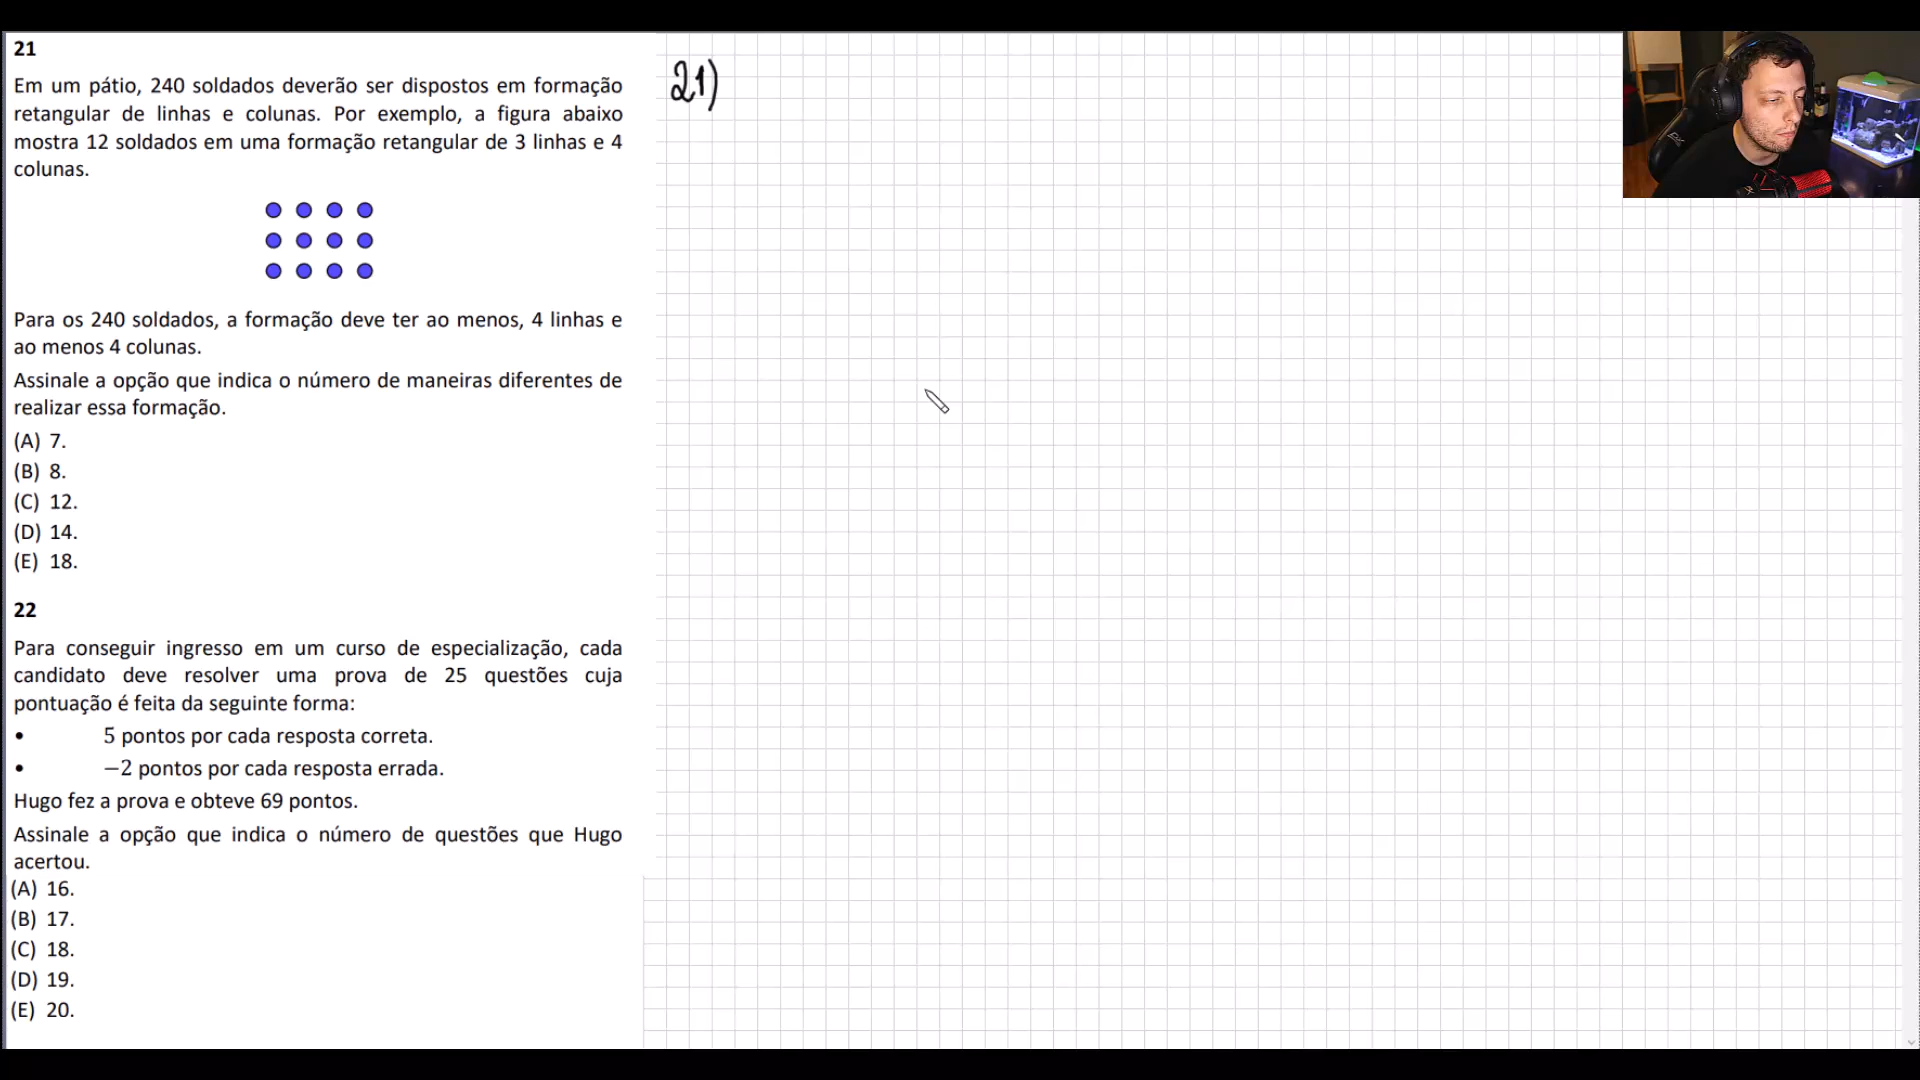 21
Em um pátio, 240 soldados deverão ser dispostos em formação
retangular de linhas e colunas. Por exemplo, a figura abaixo
mostra 12 soldados em uma formação retangular de 3 linhas e 4
colunas.
Para os 240 soldados, a formação deve ter ao menos, 4 linhas e
ao menos 4 colunas.
Assinale a opção que indica o número de maneiras diferentes de
realizar essa formação.
(A) 7.
(B) 8.
(C) 12.
(D) 14.
(E) 18.
22
Para conseguir ingresso em um curso de especialização, cada
candidato deve resolver uma prova de 25 questões cuja
pontuação é feita da seguinte forma:
• 5 pontos por cada resposta correta.
• −2 pontos por cada resposta errada.
Hugo fez a prova e obteve 69 pontos.
Assinale a opção que indica o número de questões que Hugo
acertou.
(A) 16.
(B) 17.
(C) 18.
(D) 19.
(E) 20.
21)